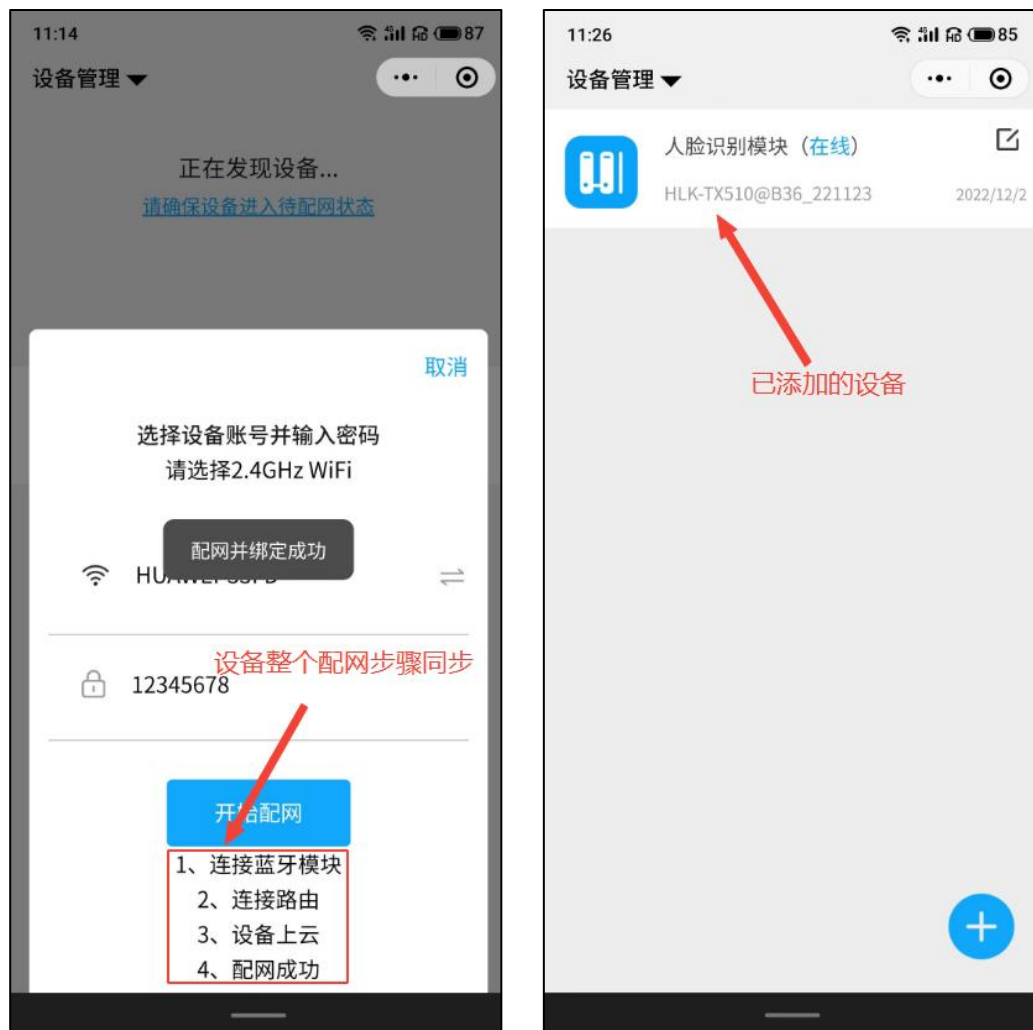 11:14
87
设备管理
正在发现设备...
请确保设备进入待配网状态
取消
选择设备账号并输入密码
请选择2.4GHz WiFi
配网并绑定成功
设备整个配网步骤同步
12345678
开始配网
1、连接蓝牙模块
2、连接路由
3、设备上云
4、配网成功
11:26
85
设备管理
人脸识别模块（在线）
HLK-TX510@B36_221123
2022/12/2
已添加的设备